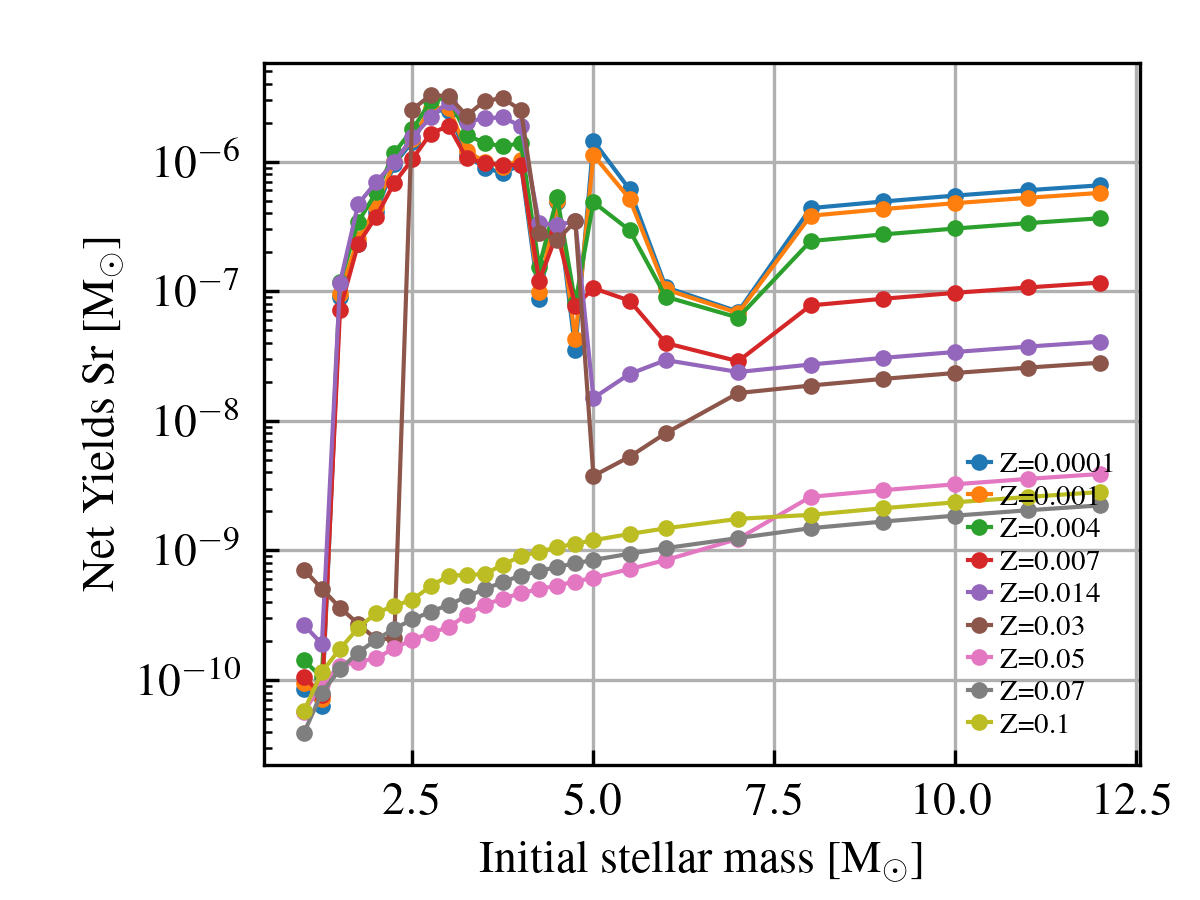 Net Yields Sr [M⊙]
10⁻⁶
10⁻⁷
10⁻⁸
10⁻⁹
10⁻¹⁰
Z=0.0001
Z=0.001
Z=0.004
Z=0.007
Z=0.014
Z=0.03
Z=0.05
Z=0.07
Z=0.1
2.5 5.0 7.5 10.0 12.5
Initial stellar mass [M⊙]